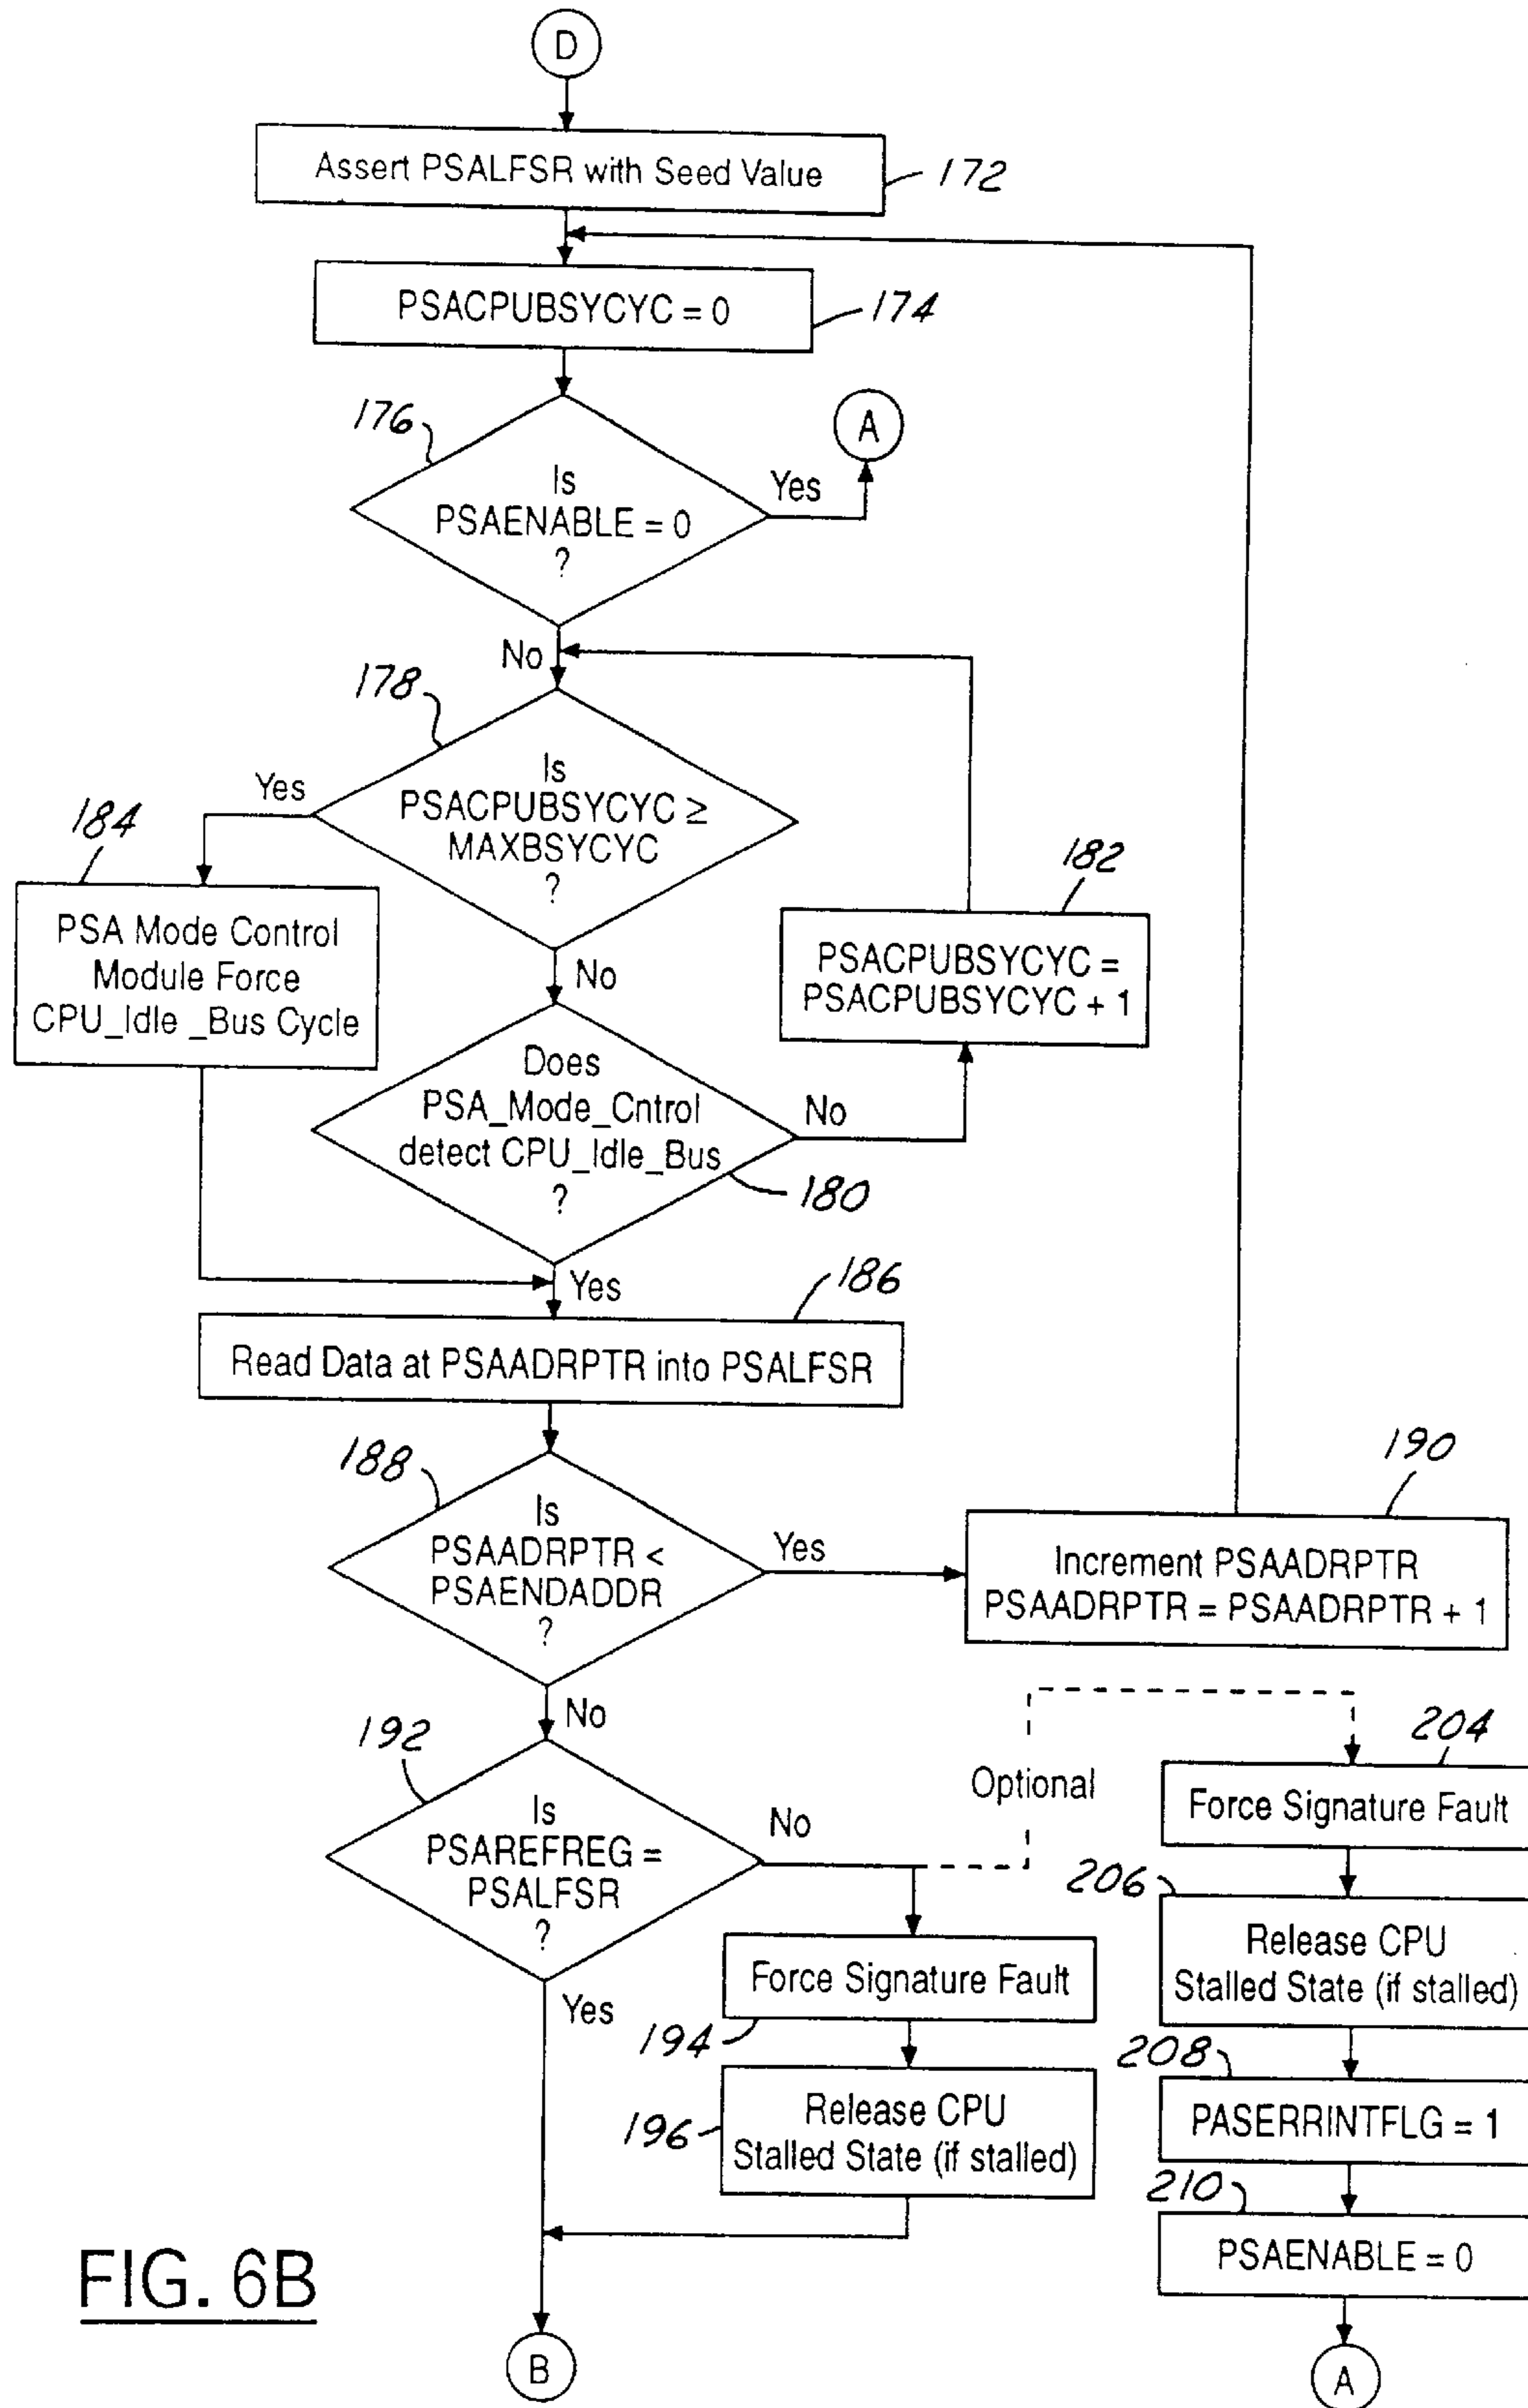 D
Assert PSALFSR with Seed Value
172
PSACPUBSYCYC = 0
174
176
A
Is
PSAENABLE = 0
?
Yes
No
178
Is
PSACPUBSYCYC ≥
MAXBSYCYC
?
Yes
184
PSA Mode Control
Module Force
CPU_Idle _Bus Cycle
No
182
PSACPUBSYCYC =
PSACPUBSYCYC + 1
Does
PSA_Mode_Cntrol
detect CPU_Idle_Bus
?
No
180
Yes
186
Read Data at PSAADRPTR into PSALFSR
188
Is
PSAADRPTR <
PSAENDADDR
?
Yes
190
Increment PSAADRPTR
PSAADRPTR = PSAADRPTR + 1
No
192
Is
PSAREFREG =
PSALFSR
?
No
Optional
204
Force Signature Fault
206
Release CPU
Stalled State (if stalled)
Force Signature Fault
194
Yes
208
PASERRINTFLG = 1
Release CPU
Stalled State (if stalled)
196
210
PSAENABLE = 0
FIG. 6B
B
A